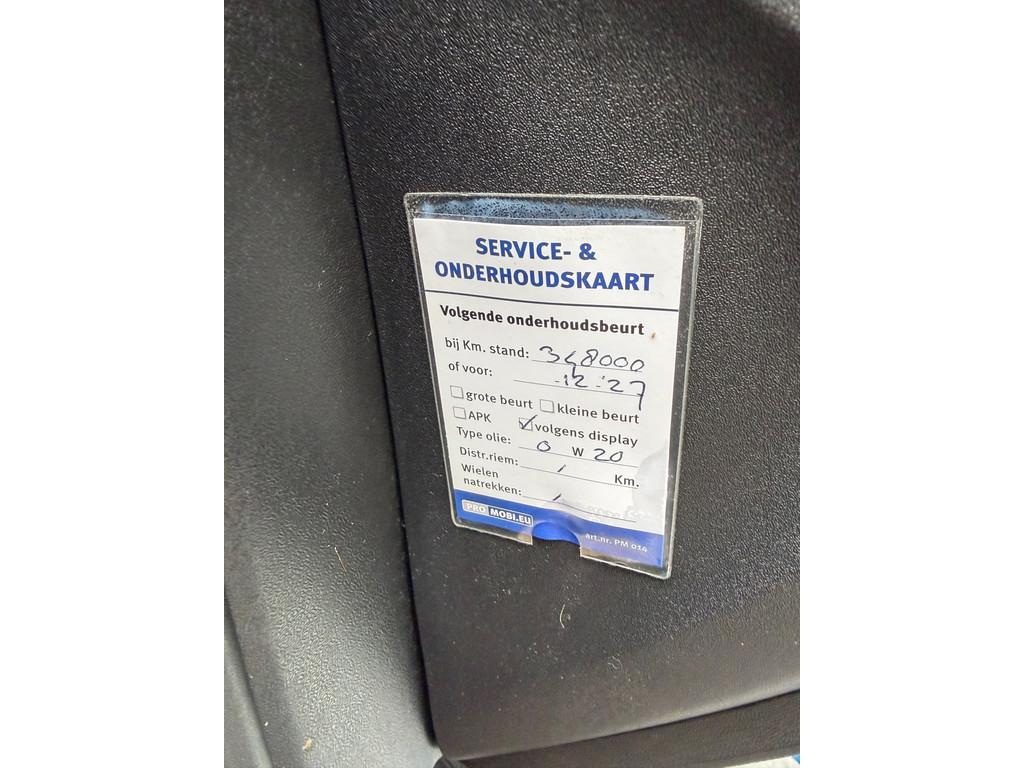 SERVICE- &
ONDERHOUDSKAART
Volgende onderhoudsbeurt
bij Km. stand: 348000
of voor: -12-'27
grote beurt kleine beurt
APK volgens display
Type olie: 0 W 20
Distr.riem: / Km.
Wielen
natrekken: /
PRO MOBI.EU art.nr. PM 014